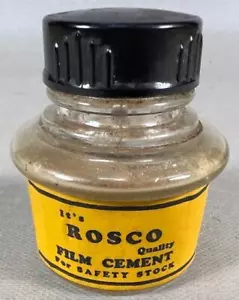 It's
ROSCO
Quality
FILM CEMENT
For SAFETY STOCK